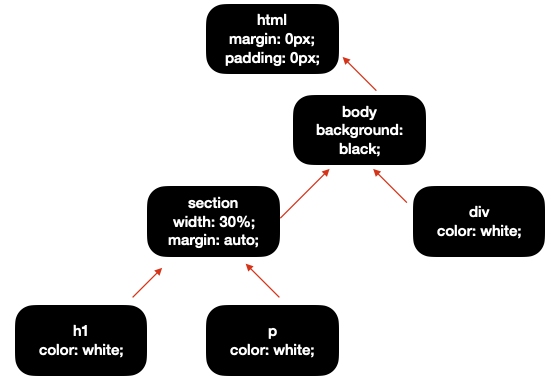 html
margin: 0px;
padding: 0px;
body
background:
black;
section
width: 30%;
margin: auto;
div
color: white;
h1
color: white;
p
color: white;